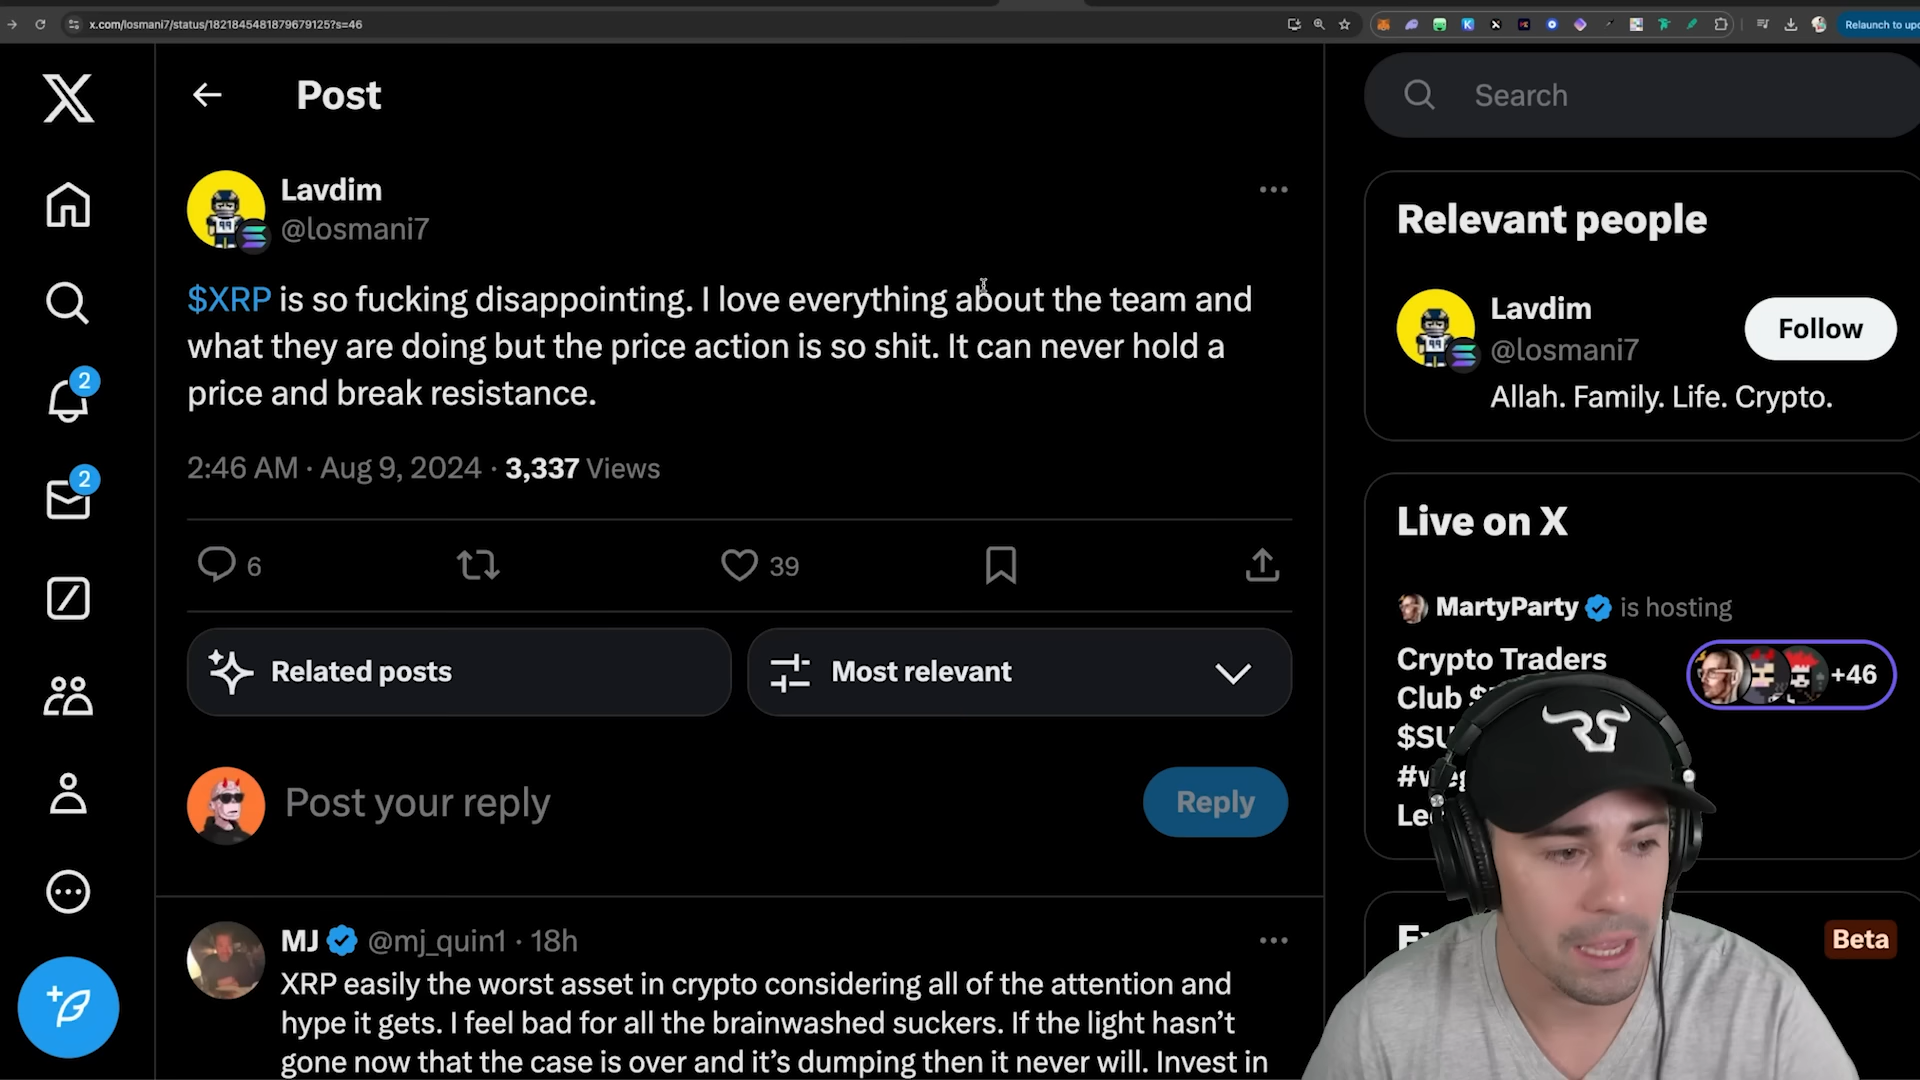 x.com/losmani7/status/1821845481879679125?s=46
Relaunch to up
Post
Search
Lavdim
@losmani7
$XRP is so fucking disappointing. I love everything about the team and
what they are doing but the price action is so shit. It can never hold a
price and break resistance.
2:46 AM · Aug 9, 2024 · 3,337 Views
6
39
Related posts
Most relevant
Post your reply
Reply
MJ @mj_quin1 · 18h
XRP easily the worst asset in crypto considering all of the attention and
hype it gets. I feel bad for all the brainwashed suckers. If the light hasn't
gone now that the case is over and it's dumping then it never will. Invest in
2
2
Relevant people
Lavdim
@losmani7
Follow
Allah. Family. Life. Crypto.
Live on X
MartyParty is hosting
Crypto Traders
Club
$SU
+46
Beta